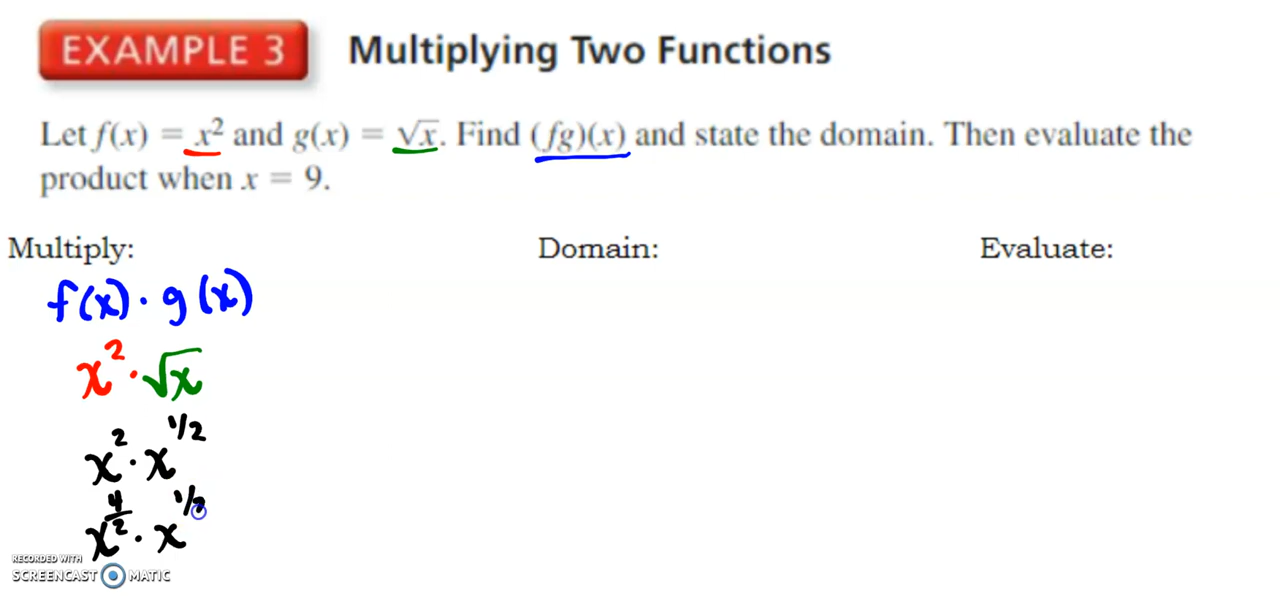 EXAMPLE 3 Multiplying Two Functions
Let f(x) = x² and g(x) = √x. Find (fg)(x) and state the domain. Then evaluate the
product when x = 9.
Multiply: Domain: Evaluate:
f(x) · g(x)
x² · √x
x² · x^1/2
x^4/2 · x^1/2
RECORDED WITH
SCREENCAST MATIC